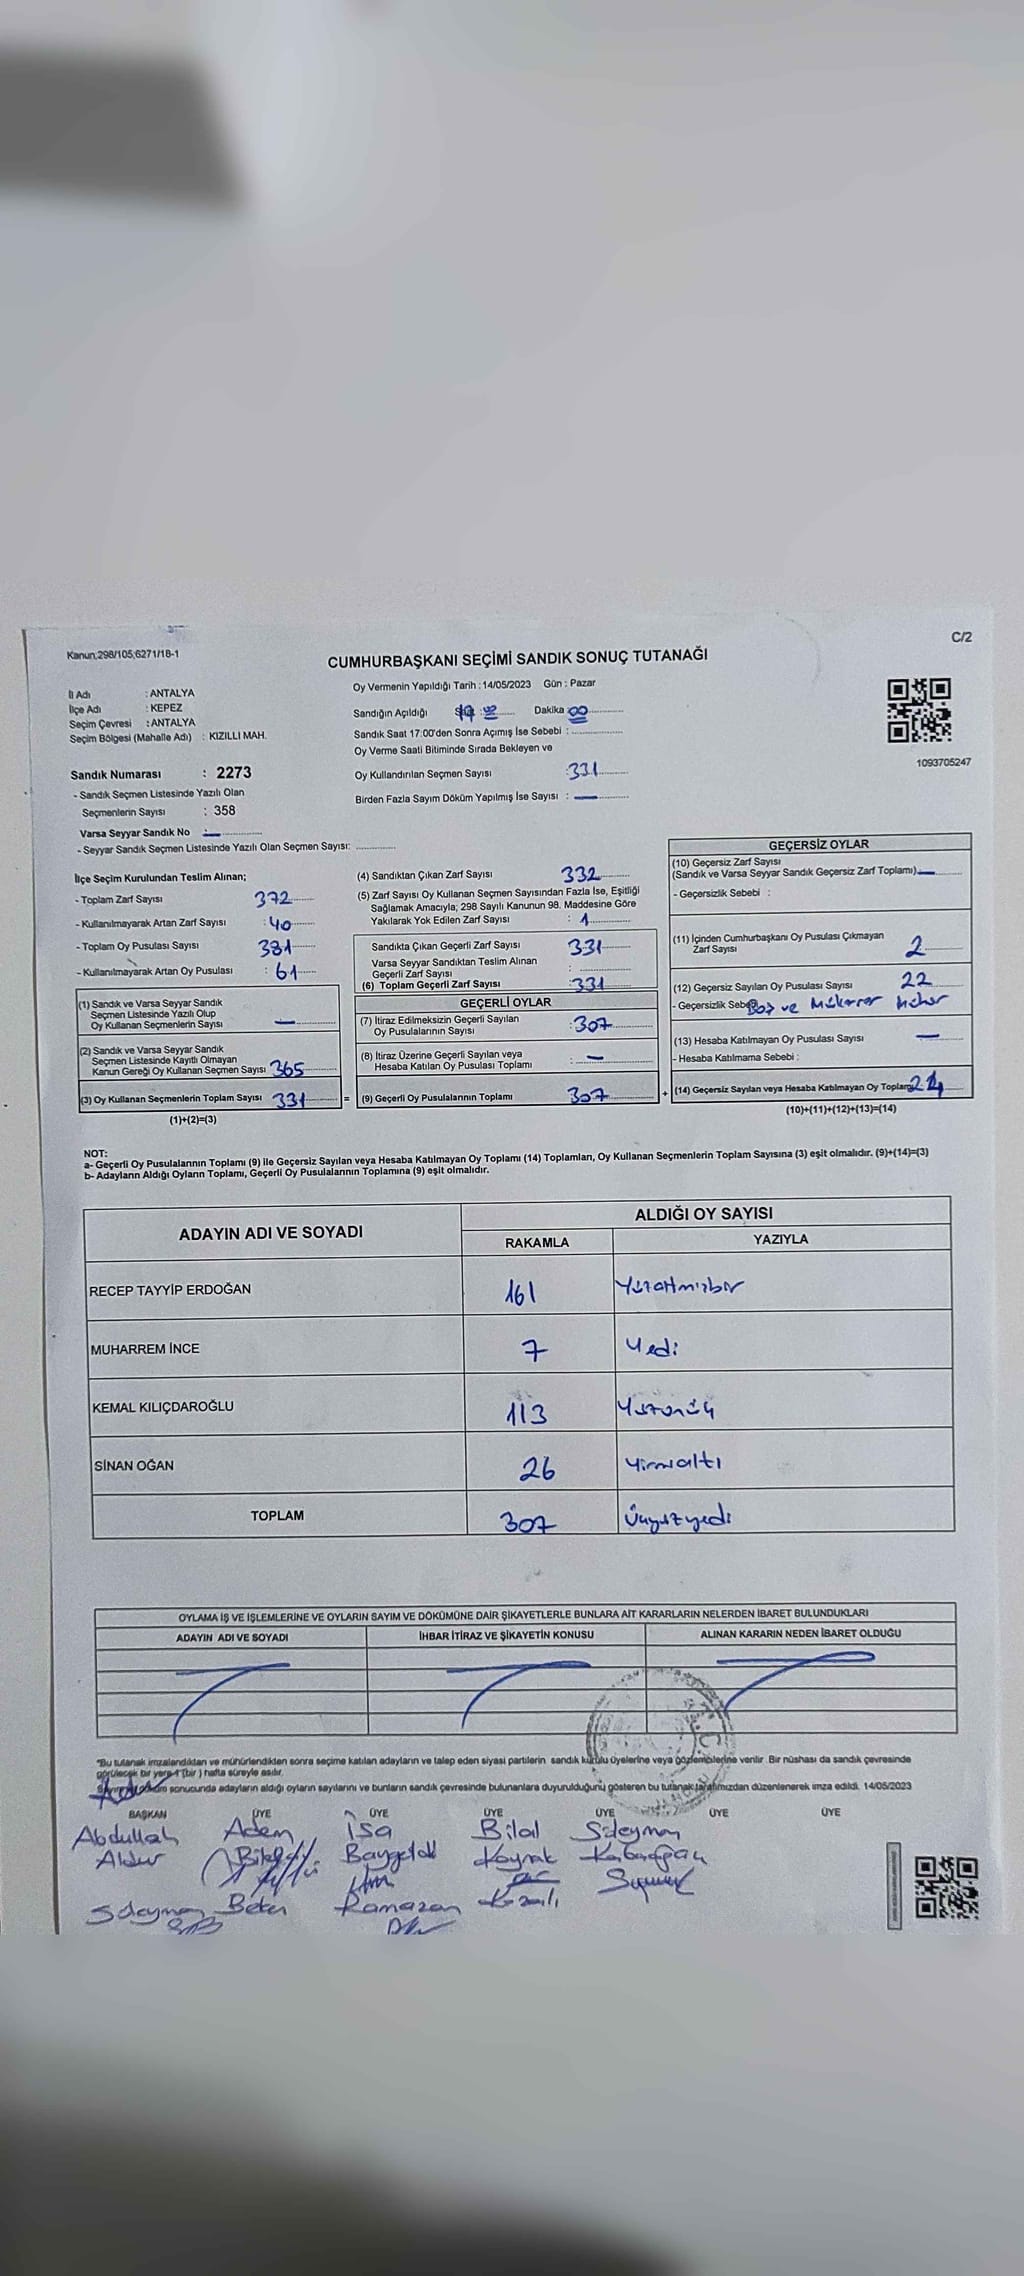 C/2
Kanun;298/105;6271/18-1
CUMHURBAŞKANI SEÇİMİ SANDIK SONUÇ TUTANAĞI
İl Adı : ANTALYA
İlçe Adı : KEPEZ
Seçim Çevresi : ANTALYA
Seçim Bölgesi (Mahalle Adı) : KIZILLI MAH.
Sandık Numarası : 2273
- Sandık Seçmen Listesinde Yazılı Olan
Seçmenlerin Sayısı : 358
Varsa Seyyar Sandık No : —
- Seyyar Sandık Seçmen Listesinde Yazılı Olan Seçmen Sayısı:
Oy Vermenin Yapıldığı Tarih : 14/05/2023 Gün : Pazar
Sandığın Açıldığı : Dakika 00
Sandık Saat 17:00'den Sonra Açımış İse Sebebi :
Oy Verme Saati Bitiminde Sırada Bekleyen ve
Oy Kullandırılan Seçmen Sayısı : 331
Birden Fazla Sayım Döküm Yapılmış İse Sayısı : —
1093705247
İlçe Seçim Kurulundan Teslim Alınan;
- Toplam Zarf Sayısı 372
- Kullanılmayarak Artan Zarf Sayısı : 40
- Toplam Oy Pusulası Sayısı 381
- Kullanılmayarak Artan Oy Pusulası : 61
(1) Sandık ve Varsa Seyyar Sandık
Seçmen Listesinde Yazılı Olup
Oy Kullanan Seçmenlerin Sayısı : —
(2) Sandık ve Varsa Seyyar Sandık
Seçmen Listesinde Kayıtlı Olmayan
Kanun Gereği Oy Kullanan Seçmen Sayısı : 365
(3) Oy Kullanan Seçmenlerin Toplam Sayısı : 331
(1)+(2)=(3)
(4) Sandıktan Çıkan Zarf Sayısı 332
(5) Zarf Sayısı Oy Kullanan Seçmen Sayısından Fazla İse, Eşitliği
Sağlamak Amacıyla; 298 Sayılı Kanunun 98. Maddesine Göre
Yakılarak Yok Edilen Zarf Sayısı : 1
Sandıkta Çıkan Geçerli Zarf Sayısı 331
Varsa Seyyar Sandıktan Teslim Alınan
Geçerli Zarf Sayısı :
(6) Toplam Geçerli Zarf Sayısı : 331
=
GEÇERLİ OYLAR
(7) İtiraz Edilmeksizin Geçerli Sayılan
Oy Pusulalarının Sayısı : 307
(8) İtiraz Üzerine Geçerli Sayılan veya
Hesaba Katılan Oy Pusulası Toplamı : —
(9) Geçerli Oy Pusulalarının Toplamı 307
+
GEÇERSİZ OYLAR
(10) Geçersiz Zarf Sayısı
(Sandık ve Varsa Seyyar Sandık Geçersiz Zarf Toplamı) —
- Geçersizlik Sebebi :
(11) İçinden Cumhurbaşkanı Oy Pusulası Çıkmayan
Zarf Sayısı 2
(12) Geçersiz Sayılan Oy Pusulası Sayısı 22
- Geçersizlik Sebebi Boş ve Mükerrer Mühür
(13) Hesaba Katılmayan Oy Pusulası Sayısı —
- Hesaba Katılmama Sebebi :
(14) Geçersiz Sayılan veya Hesaba Katılmayan Oy Toplamı 24
(10)+(11)+(12)+(13)=(14)
NOT:
a- Geçerli Oy Pusulalarının Toplamı (9) ile Geçersiz Sayılan veya Hesaba Katılmayan Oy Toplamı (14) Toplamları, Oy Kullanan Seçmenlerin Toplam Sayısına (3) eşit olmalıdır. (9)+(14)=(3)
b- Adayların Aldığı Oyların Toplamı, Geçerli Oy Pusulalarının Toplamına (9) eşit olmalıdır.
ADAYIN ADI VE SOYADI ALDIĞI OY SAYISI
RAKAMLA YAZIYLA
RECEP TAYYİP ERDOĞAN 161 Yüzatmışbir
MUHARREM İNCE 7 Yedi
KEMAL KILIÇDAROĞLU 113 Yüzonüç
SİNAN OĞAN 26 Yirmialtı
TOPLAM 307 Üçyüzyedi
OYLAMA İŞ VE İŞLEMLERİNE VE OYLARIN SAYIM VE DÖKÜMÜNE DAİR ŞİKAYETLERLE BUNLARA AİT KARARLARIN NELERDEN İBARET BULUNDUKLARI
ADAYIN ADI VE SOYADI İHBAR İTİRAZ VE ŞİKAYETİN KONUSU ALINAN KARARIN NEDEN İBARET OLDUĞU
*Bu tutanak imzalandıktan ve mühürlendikten sonra seçime katılan adayların ve talep eden siyasi partilerin sandık kurulu üyelerine veya gözlemcilerine verilir. Bir nüshası da sandık çevresinde
görülecek bir yere 1 (bir) hafta süreyle asılır.
sonucunda adayların aldığı oyların sayılarını ve bunların sandık çevresinde bulunanlara duyurulduğunu gösteren bu tutanak tarafımızdan düzenlenerek imza edildi. 14/05/2023
BAŞKAN ÜYE ÜYE ÜYE ÜYE ÜYE ÜYE
Abdullah Adem İsa Bilal Süleyman
Süleyman Ramazan